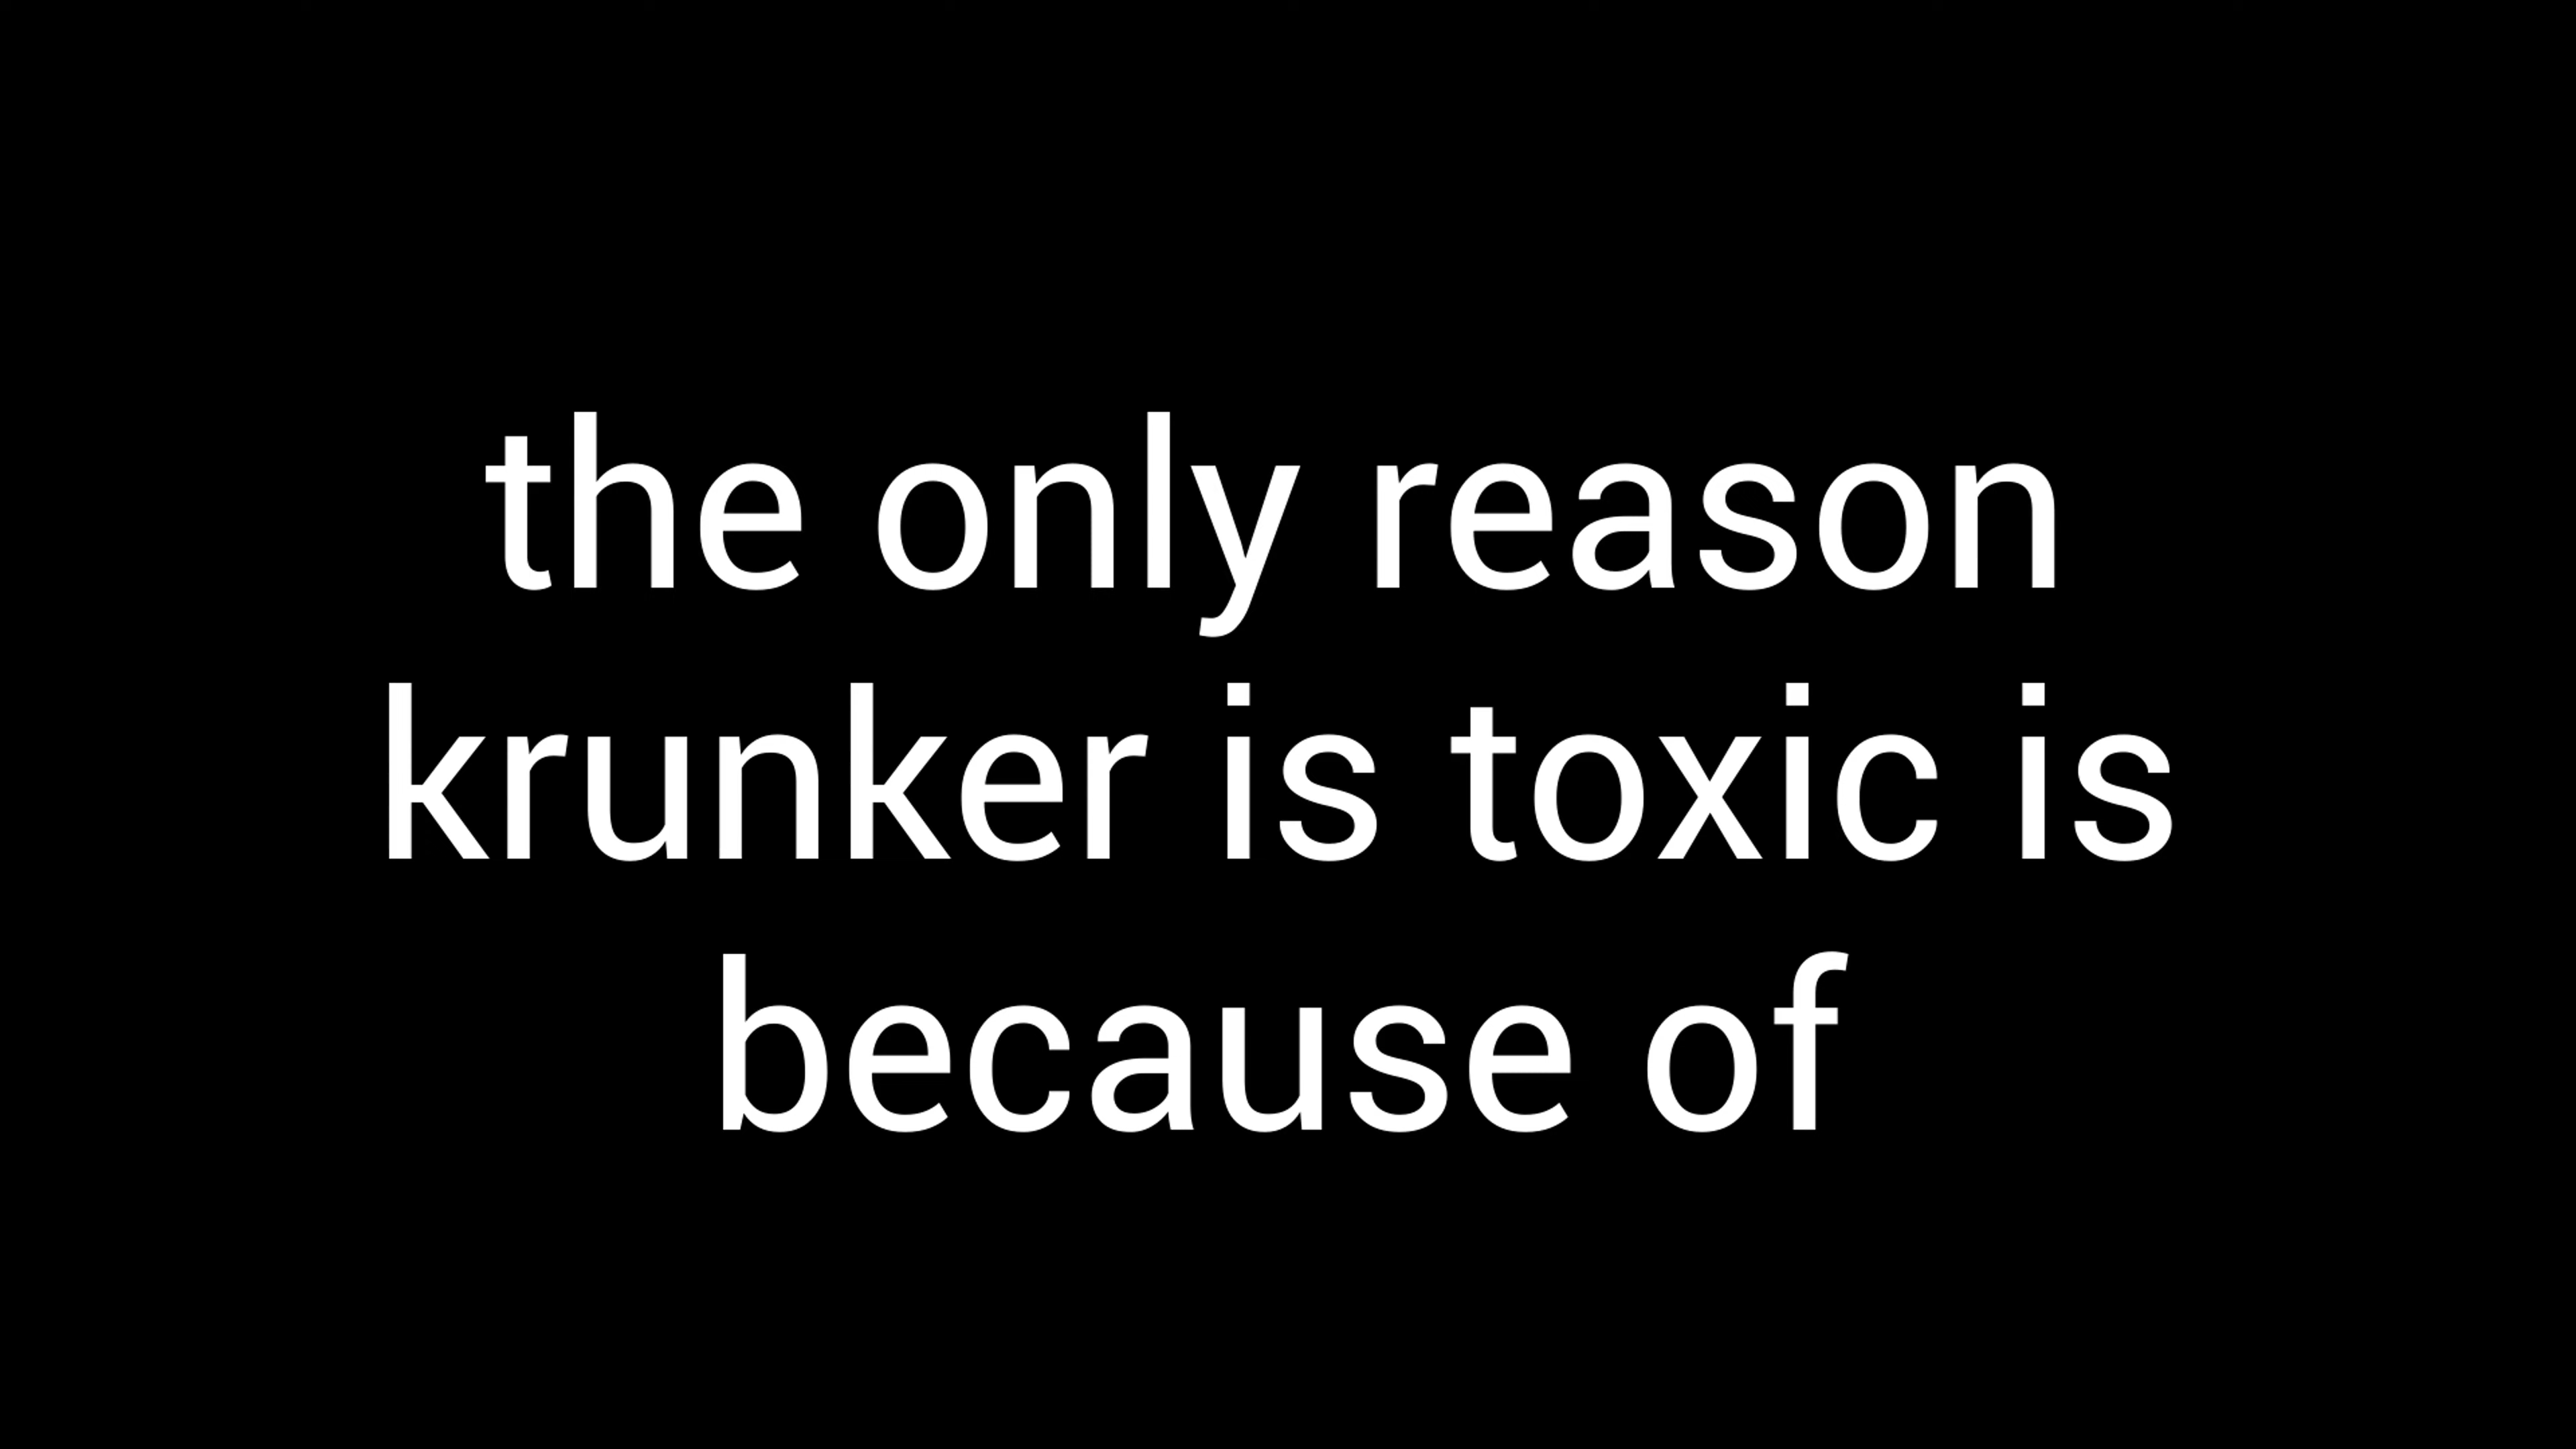 the only reason
krunker is toxic is
because of